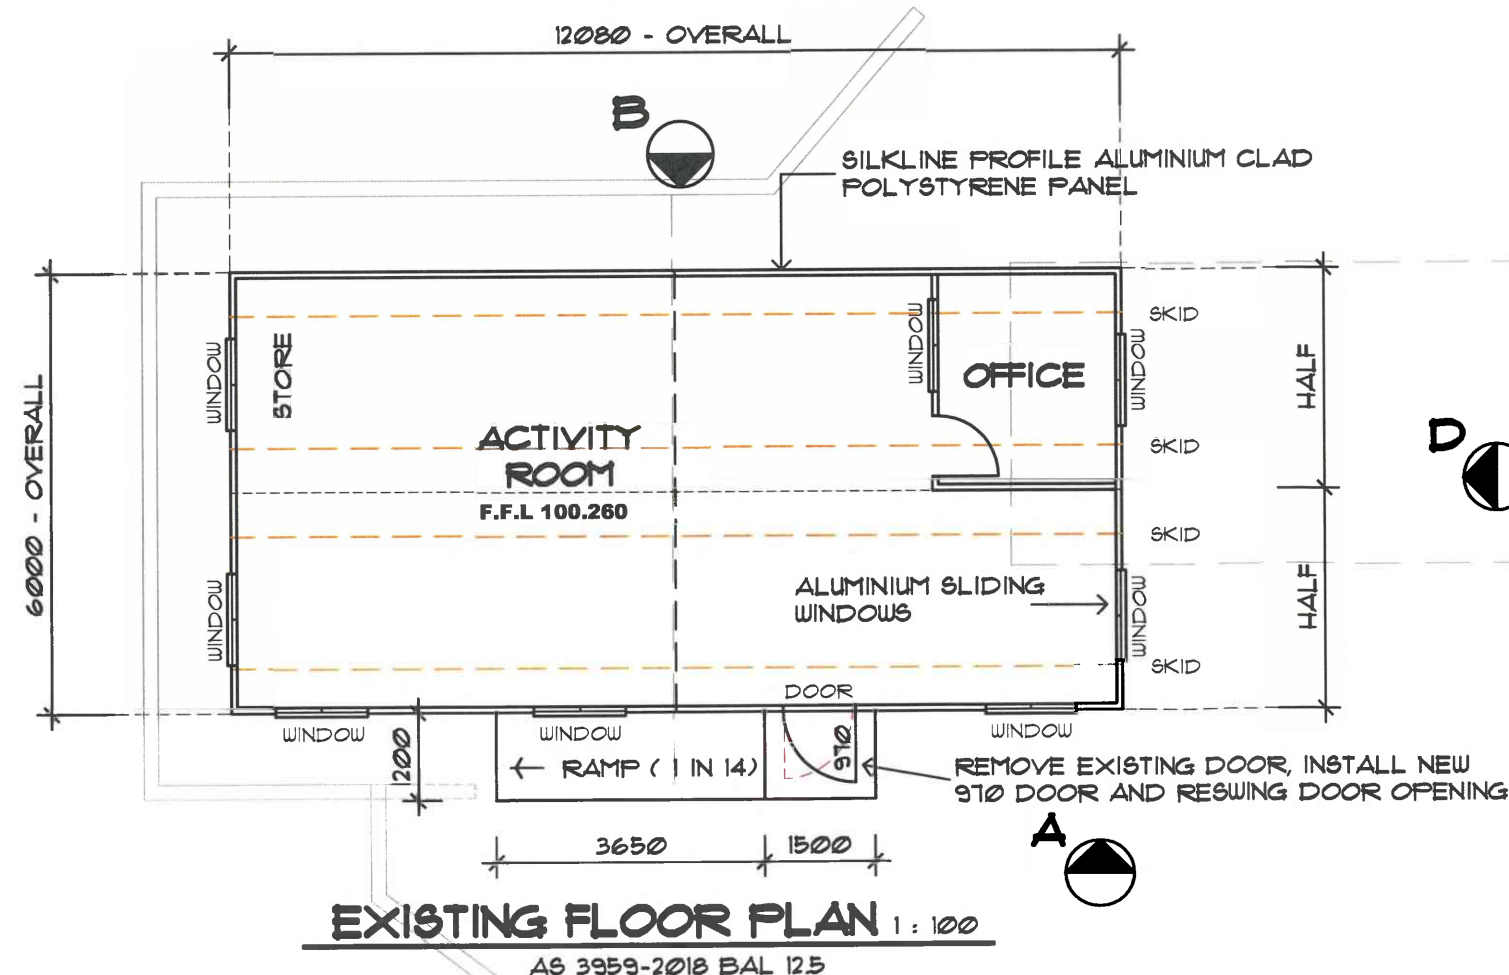 12080 - OVERALL
B
SILKLINE PROFILE ALUMINIUM CLAD
POLYSTYRENE PANEL
SKID
WINDOW
STORE
WINDOW
OFFICE
WINDOW
HALF
6000 - OVERALL
ACTIVITY
ROOM
F.F.L 100.260
SKID
D
SKID
ALUMINIUM SLIDING
WINDOWS
WINDOW
WINDOW
HALF
SKID
DOOR
WINDOW
WINDOW
WINDOW
1200
RAMP ( 1 IN 14)
970
REMOVE EXISTING DOOR, INSTALL NEW
970 DOOR AND RESWING DOOR OPENING
A
3650
1500
EXISTING FLOOR PLAN 1 : 100
AS 3959-2018 BAL 12.5